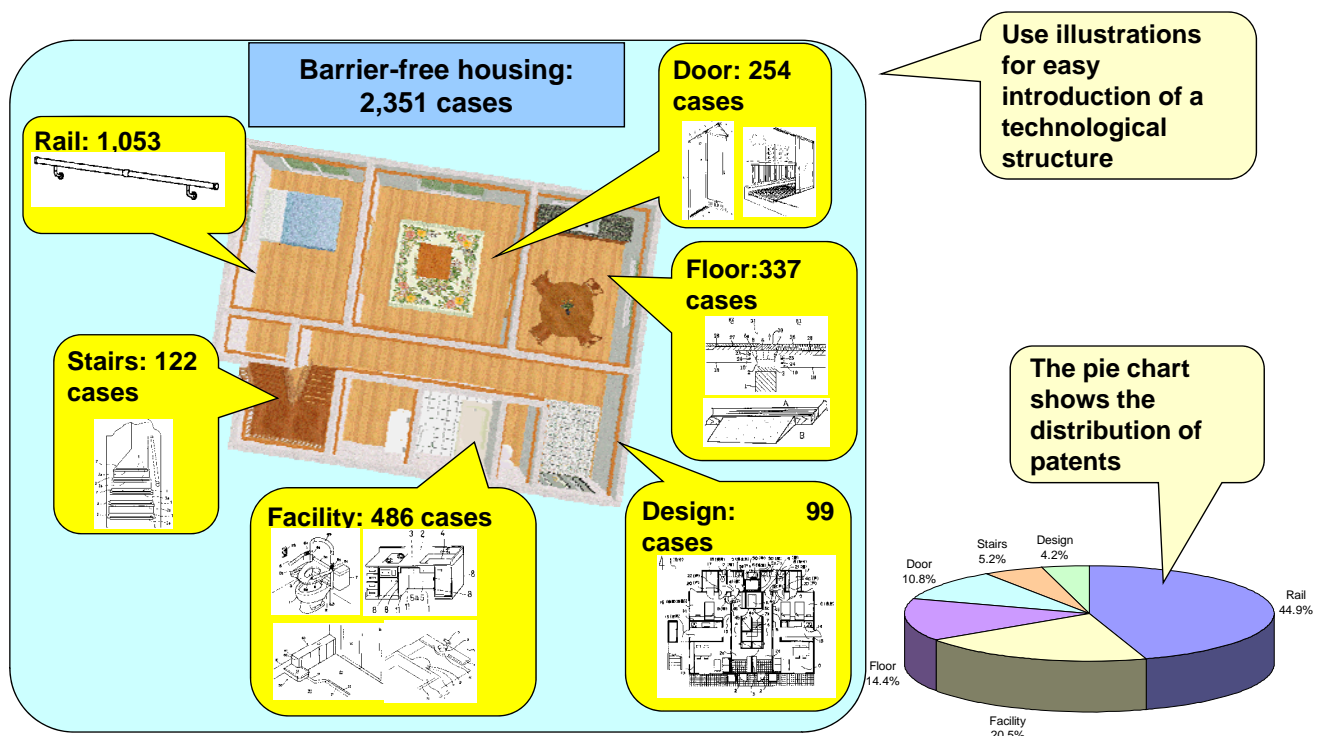 Barrier-free housing:
2,351 cases
Door: 254
cases
Use illustrations
for easy
introduction of a
technological
structure
Rail: 1,053
Floor:337
cases
Stairs: 122
cases
The pie chart
shows the
distribution of
patents
Facility: 486 cases
Design: 99
cases
Design
4.2%
Stairs
5.2%
Door
10.8%
Rail
44.9%
Floor
14.4%
Facility
20.5%
A
B